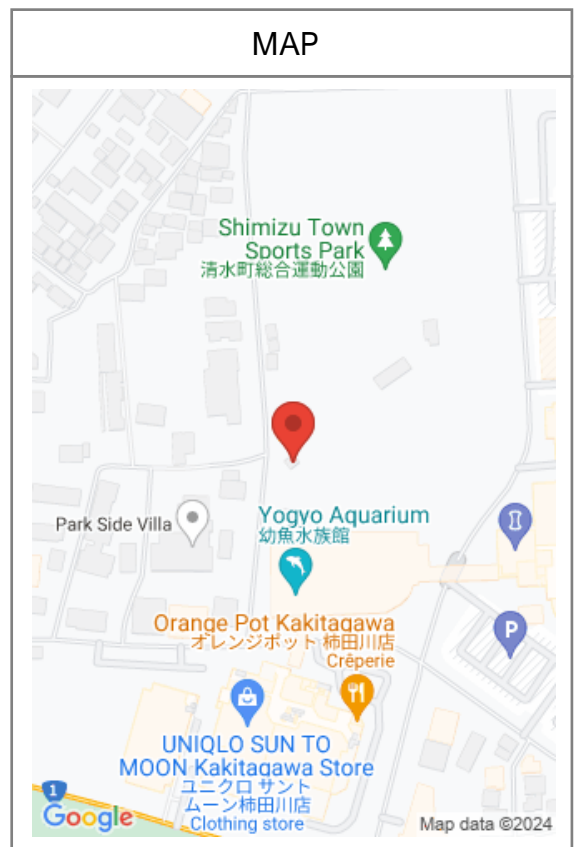 MAP
Shimizu Town
Sports Park
清水町総合運動公園
Park Side Villa
Yogyo Aquarium
幼魚水族館
Orange Pot Kakitagawa
オレンジポット 柿田川店
Crêperie
P
UNIQLO SUN TO
MOON Kakitagawa Store
ユニクロ サント
ムーン柿田川店
Clothing store
1
Google
Map data ©2024